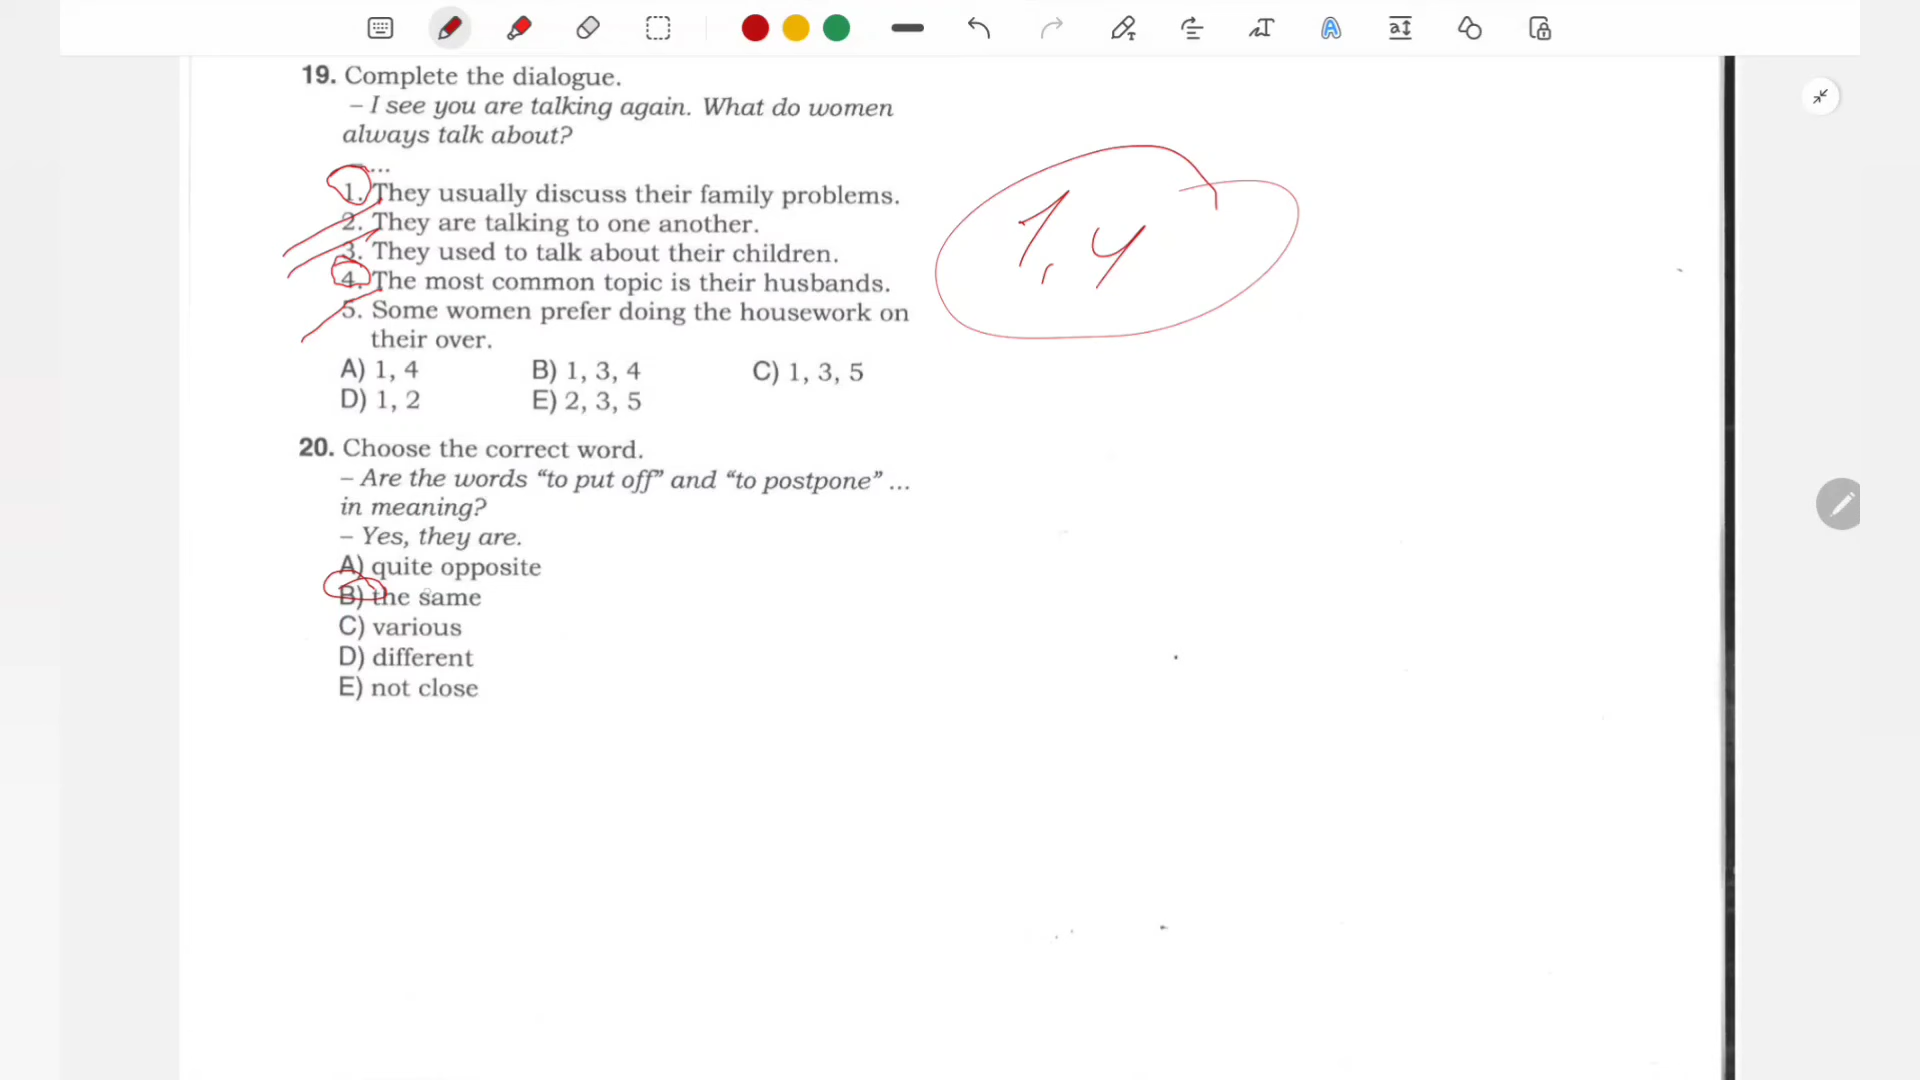 19. Complete the dialogue.
– I see you are talking again. What do women
always talk about?
– ...
1. They usually discuss their family problems.
2. They are talking to one another.
3. They used to talk about their children.
4. The most common topic is their husbands.
5. Some women prefer doing the housework on
their over.
A) 1, 4 B) 1, 3, 4 C) 1, 3, 5
D) 1, 2 E) 2, 3, 5
1, 4
20. Choose the correct word.
– Are the words “to put off” and “to postpone” ...
in meaning?
– Yes, they are.
A) quite opposite
B) the same
C) various
D) different
E) not close